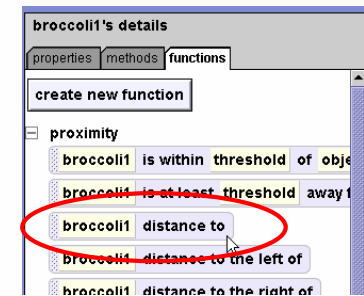 broccoli1's details
properties methods functions
create new function
proximity
broccoli1 is within threshold of obje
broccoli1 is at least threshold away f
broccoli1 distance to
broccoli1 distance to the left of
broccoli1 distance to the right of